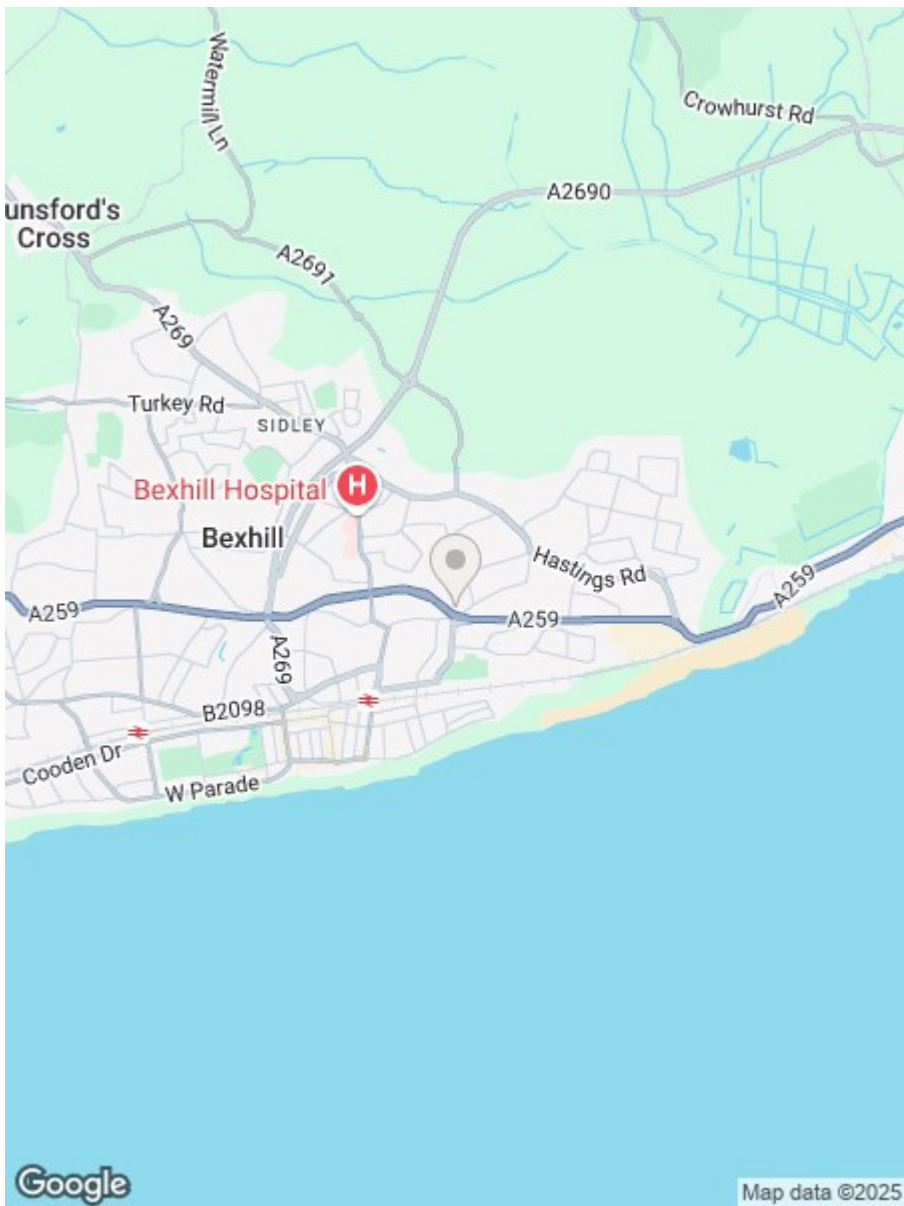 Watermill Ln
Crowhurst Rd
A2690
unsford's
Cross
A2691
A269
Turkey Rd
SIDLEY
Bexhill Hospital
H
Bexhill
Hastings Rd
A259
A259
A259
A269
B2098
Cooden Dr
W Parade
Google
Map data ©2025